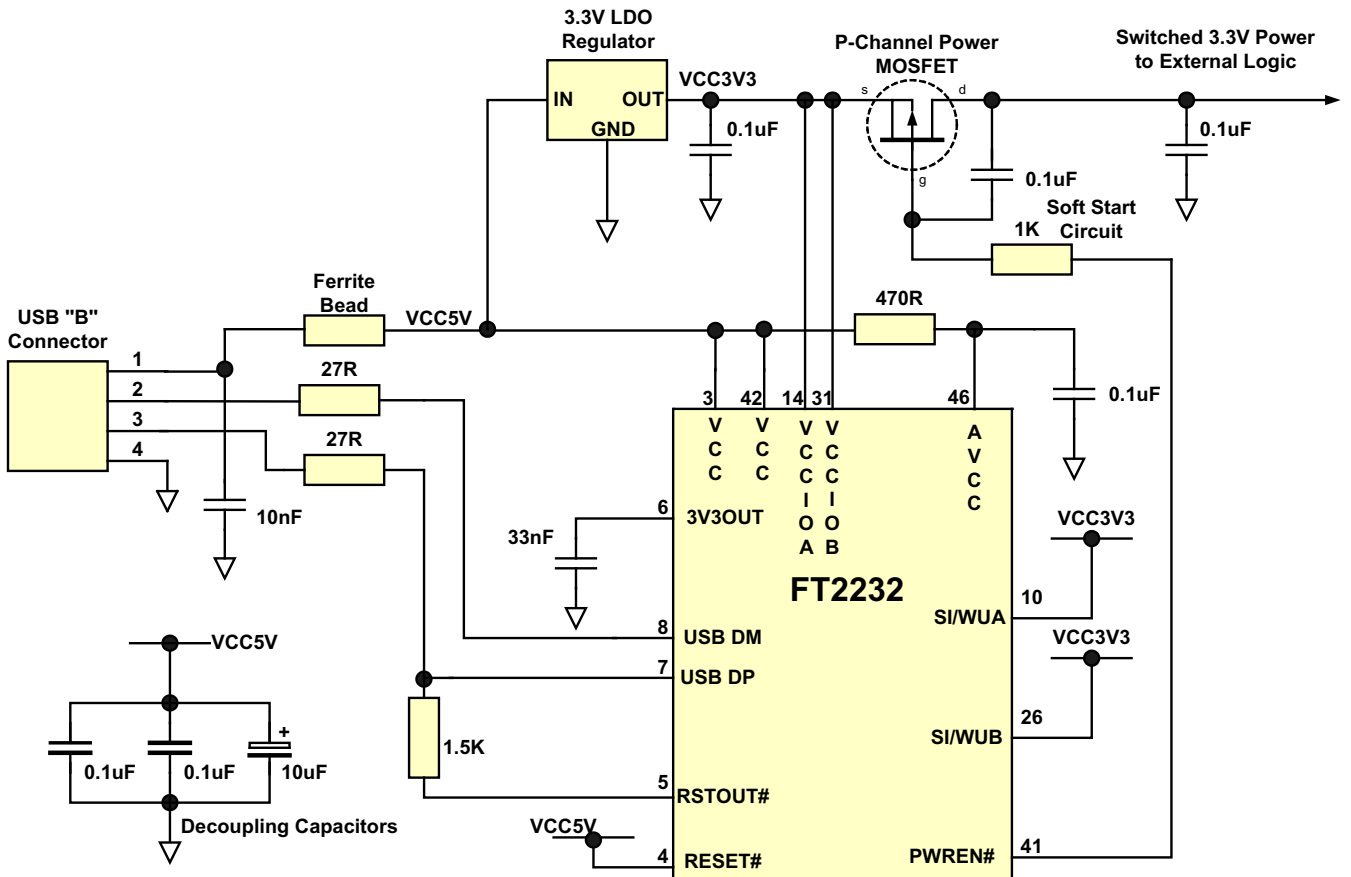 3.3V LDO
Regulator
P-Channel Power
MOSFET
Switched 3.3V Power
to External Logic
VCC3V3
s
d
IN
OUT
GND
0.1uF
0.1uF
g
0.1uF
Soft Start
Circuit
1K
Ferrite
Bead
470R
USB "B"
Connector
VCC5V
1
27R
2
0.1uF
3
42
14
31
46
3
27R
V
C
C
V
C
C
V
C
C
I
O
A
V
C
C
I
O
B
A
V
C
C
4
10nF
6
3V3OUT
VCC3V3
33nF
FT2232
10
SI/WUA
8
USB DM
VCC3V3
VCC5V
7
USB DP
26
SI/WUB
+
0.1uF
0.1uF
10uF
1.5K
5
RSTOUT#
Decoupling Capacitors
VCC5V
4
RESET#
PWREN#
41